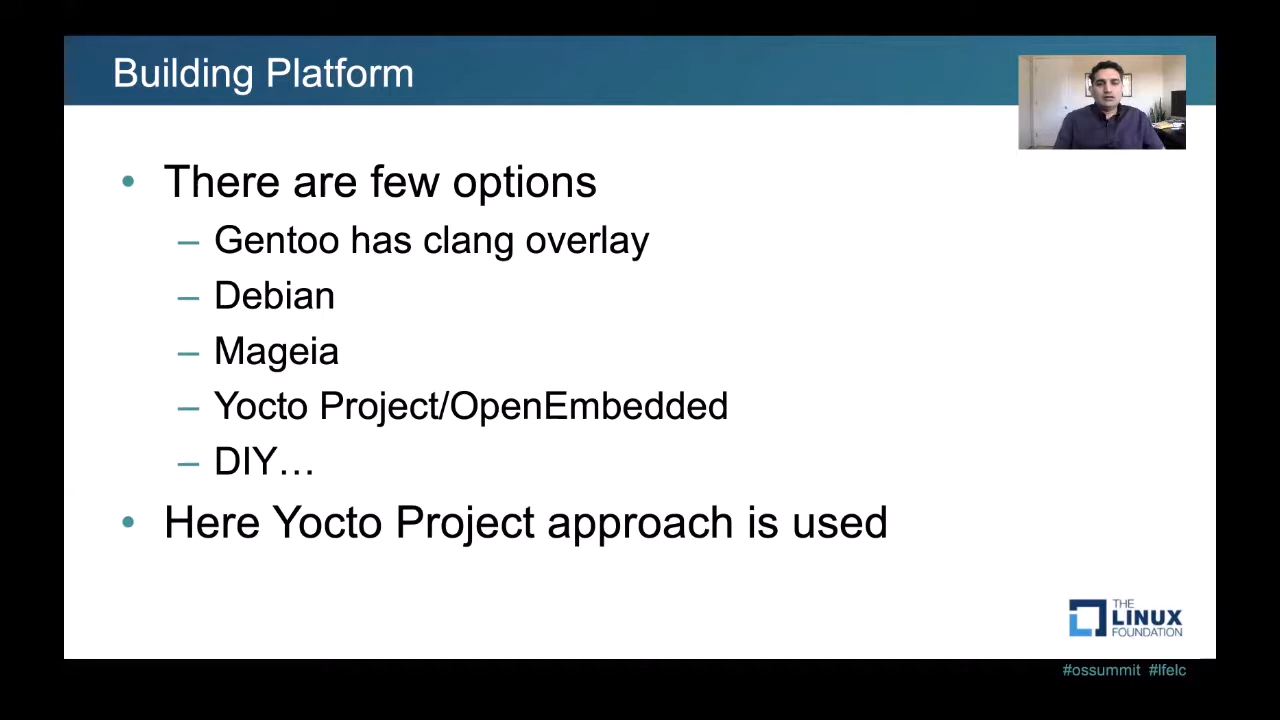 Building Platform
• There are few options
– Gentoo has clang overlay
– Debian
– Mageia
– Yocto Project/OpenEmbedded
– DIY…
• Here Yocto Project approach is used
THE
LINUX
FOUNDATION
#ossummit #lfelc